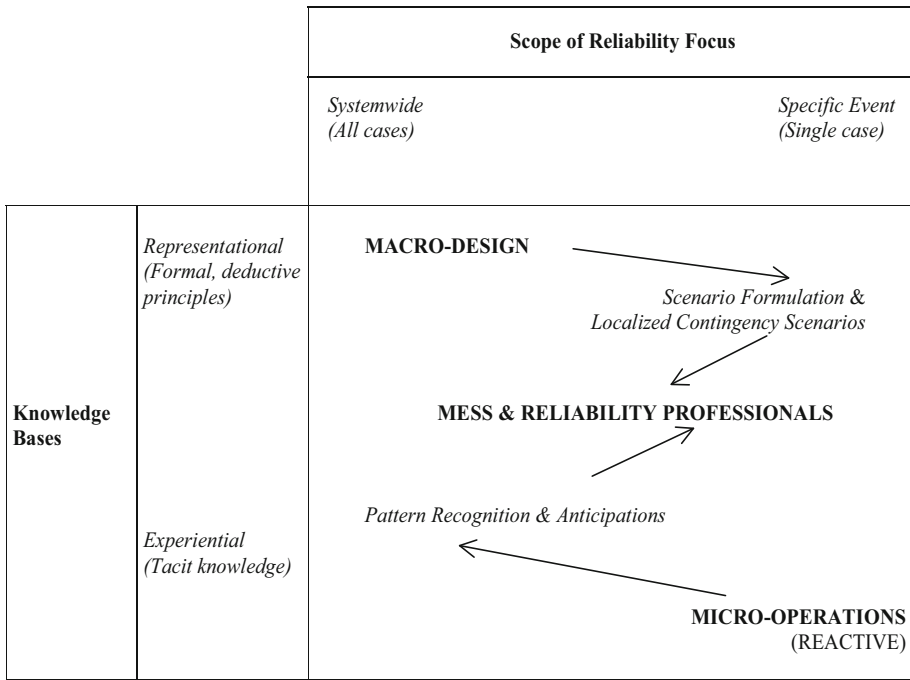 Scope of Reliability Focus
Systemwide
(All cases)
Specific Event
(Single case)
Representational
(Formal, deductive
principles)
MACRO-DESIGN
Scenario Formulation &
Localized Contingency Scenarios
Knowledge
Bases
MESS & RELIABILITY PROFESSIONALS
Pattern Recognition & Anticipations
Experiential
(Tacit knowledge)
MICRO-OPERATIONS
(REACTIVE)